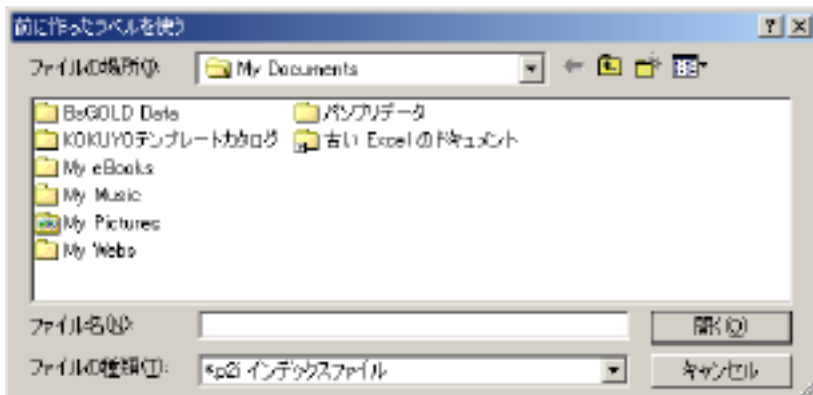 前に作ったラベルを使う
ファイルの場所(I):
My Documents
BsGOLD Data
パソプリデータ
KOKUYOテンプレートカタログ
古い Excel のドキュメント
My eBooks
My Music
My Pictures
My Webs
ファイル名(N):
開く(O)
ファイルの種類(T):
*.p2i インデックスファイル
キャンセル